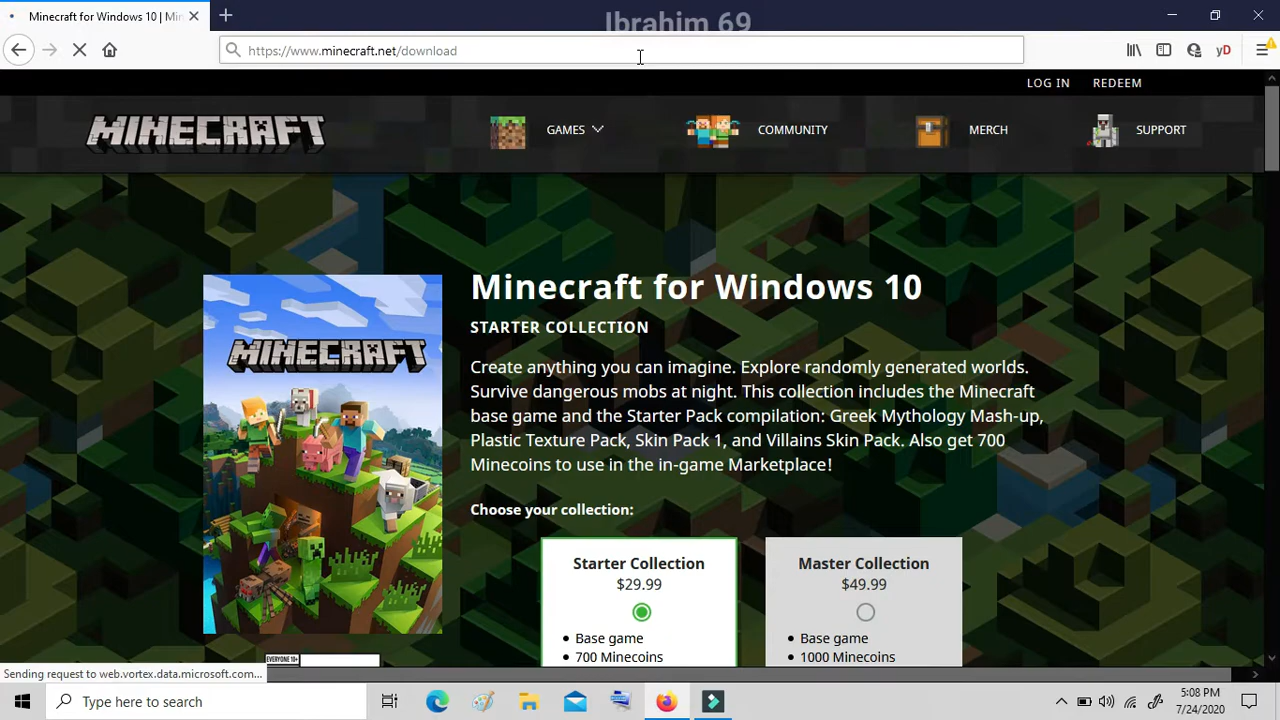 Minecraft for Windows 10 | Min
Ibrahim 69
https://www.minecraft.net/download
yD
LOG IN REDEEM
MINECRAFT
GAMES
COMMUNITY
MERCH
SUPPORT
MINECRAFT
Minecraft for Windows 10
STARTER COLLECTION
Create anything you can imagine. Explore randomly generated worlds.
Survive dangerous mobs at night. This collection includes the Minecraft
base game and the Starter Pack compilation: Greek Mythology Mash-up,
Plastic Texture Pack, Skin Pack 1, and Villains Skin Pack. Also get 700
Minecoins to use in the in-game Marketplace!
Choose your collection:
Starter Collection
$29.99
• Base game
• 700 Minecoins
Master Collection
$49.99
• Base game
• 1000 Minecoins
EVERYONE 10+
Sending request to web.vortex.data.microsoft.com...
Type here to search
5:08 PM
7/24/2020